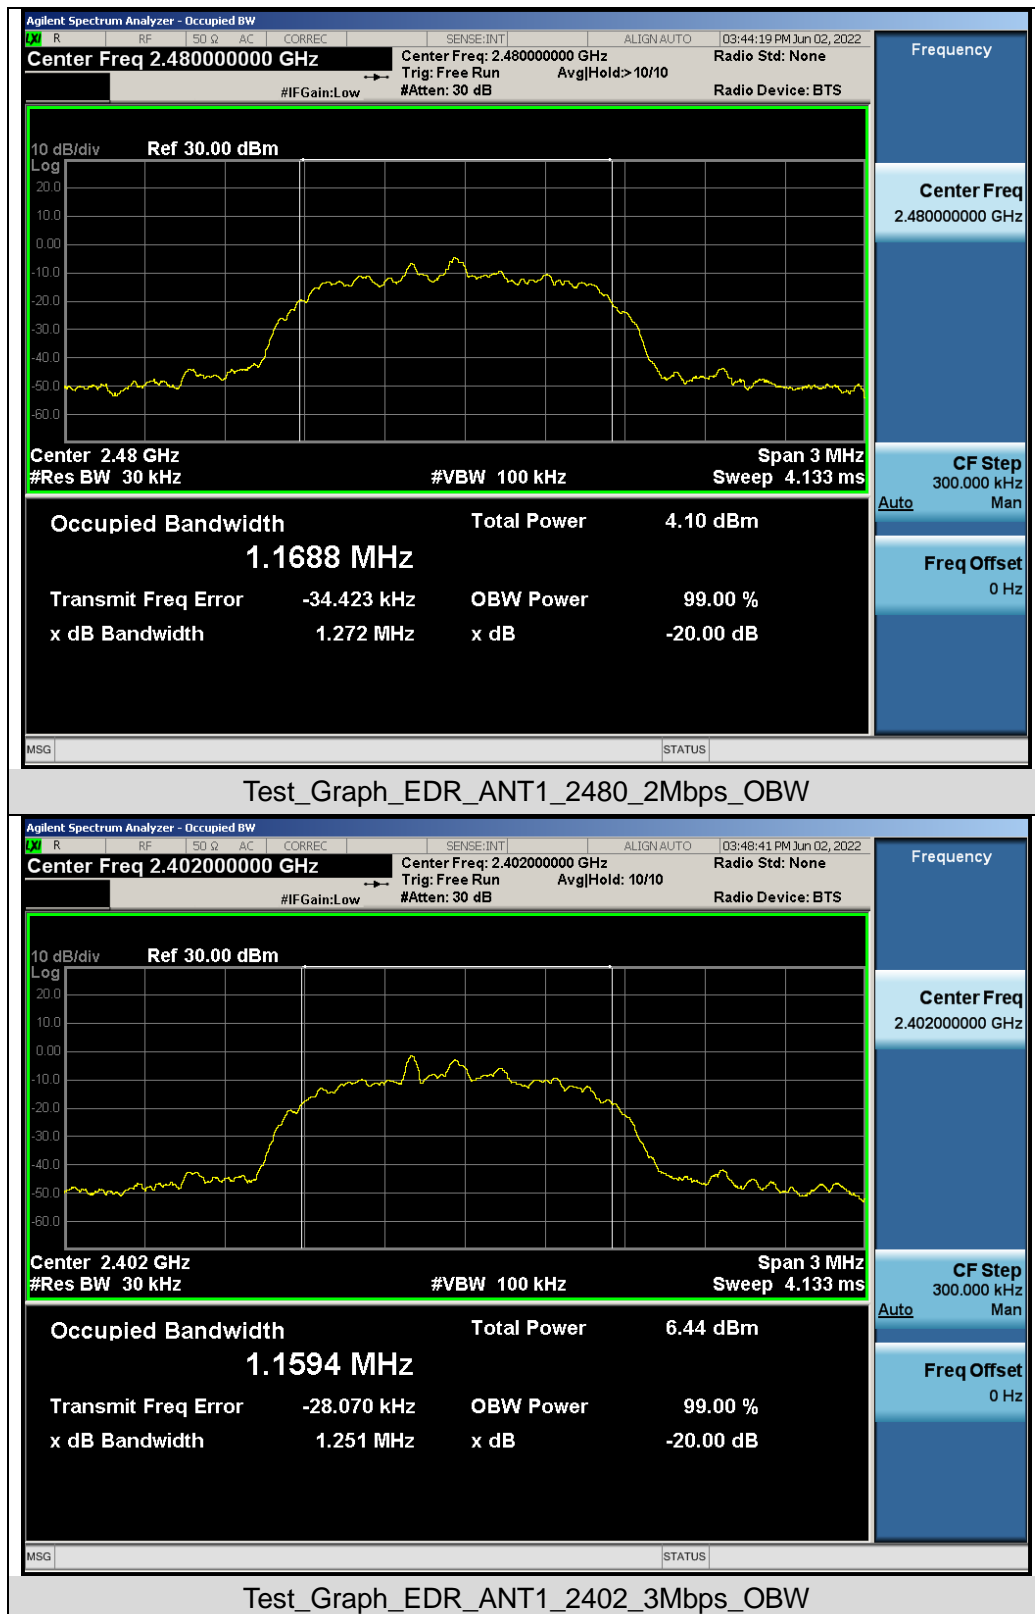 Agilent Spectrum Analyzer - Occupied BW
LXI R RF 50 Ω AC CORREC SENSE:INT ALIGN AUTO 03:44:19 PM Jun 02, 2022
Center Freq 2.480000000 GHz
Center Freq: 2.480000000 GHz
Radio Std: None
Trig: Free Run Avg|Hold:> 10/10
#IFGain:Low #Atten: 30 dB Radio Device: BTS
Frequency
10 dB/div Ref 30.00 dBm
Log
20.0
10.0
0.00
-10.0
-20.0
-30.0
-40.0
-50.0
-60.0
Center 2.48 GHz Span 3 MHz
#Res BW 30 kHz #VBW 100 kHz Sweep 4.133 ms
Center Freq
2.480000000 GHz
CF Step
300.000 kHz
Auto Man
Freq Offset
0 Hz
Occupied Bandwidth Total Power 4.10 dBm
1.1688 MHz
Transmit Freq Error -34.423 kHz OBW Power 99.00 %
x dB Bandwidth 1.272 MHz x dB -20.00 dB
MSG STATUS
Test_Graph_EDR_ANT1_2480_2Mbps_OBW
Agilent Spectrum Analyzer - Occupied BW
LXI R RF 50 Ω AC CORREC SENSE:INT ALIGN AUTO 03:48:41 PM Jun 02, 2022
Center Freq 2.402000000 GHz
Center Freq: 2.402000000 GHz
Radio Std: None
Trig: Free Run Avg|Hold: 10/10
#IFGain:Low #Atten: 30 dB Radio Device: BTS
Frequency
10 dB/div Ref 30.00 dBm
Log
20.0
10.0
0.00
-10.0
-20.0
-30.0
-40.0
-50.0
-60.0
Center 2.402 GHz Span 3 MHz
#Res BW 30 kHz #VBW 100 kHz Sweep 4.133 ms
Center Freq
2.402000000 GHz
CF Step
300.000 kHz
Auto Man
Freq Offset
0 Hz
Occupied Bandwidth Total Power 6.44 dBm
1.1594 MHz
Transmit Freq Error -28.070 kHz OBW Power 99.00 %
x dB Bandwidth 1.251 MHz x dB -20.00 dB
MSG STATUS
Test_Graph_EDR_ANT1_2402_3Mbps_OBW